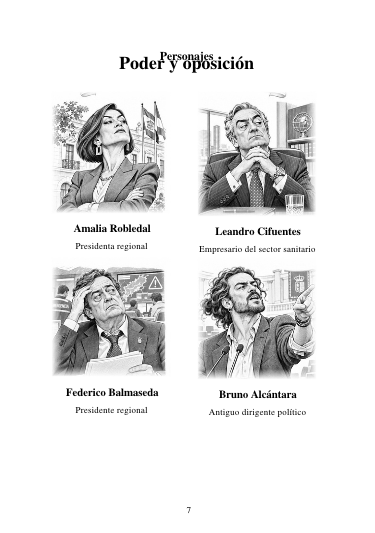 Personajes
Poder y oposición
Amalia Robledal
Presidenta regional
Leandro Cifuentes
Empresario del sector sanitario
Federico Balmaseda
Presidente regional
Bruno Alcántara
Antiguo dirigente político
7